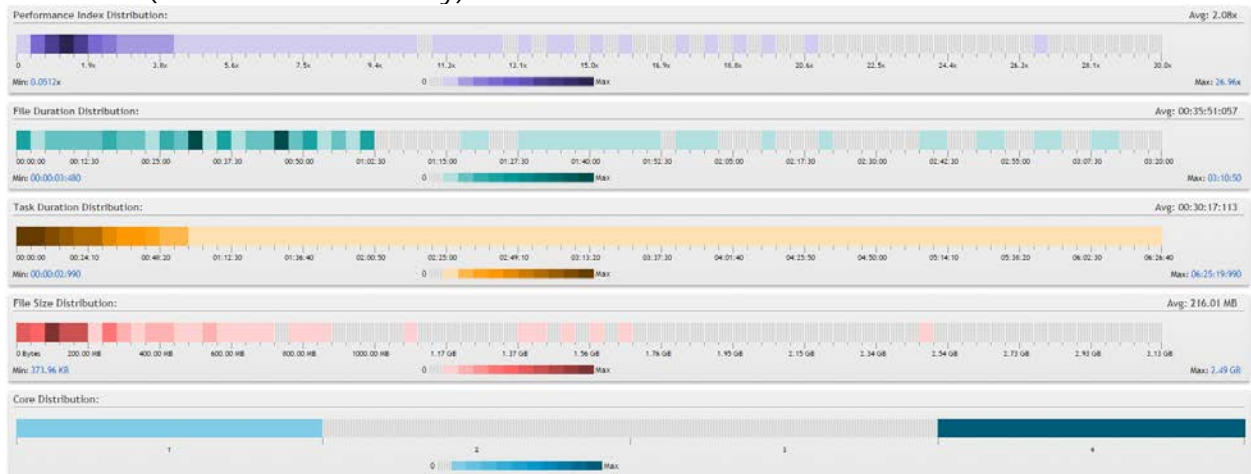 Performance Index Distribution: Avg: 2.08x
0 1.9x 3.8x 5.6x 7.5x 9.4x 11.2x 13.1x 15.0x 16.9x 18.8x 20.6x 22.5x 24.4x 26.2x 28.1x 30.0x
Min: 0.0512x 0 Max Max: 26.96x
File Duration Distribution: Avg: 00:35:51:057
00:00:00 00:12:30 00:25:00 00:37:30 00:50:00 01:02:30 01:15:00 01:27:30 01:40:00 01:52:30 02:05:00 02:17:30 02:30:00 02:42:30 02:55:00 03:07:30 03:20:00
Min: 00:00:03:480 0 Max Max: 03:10:50
Task Duration Distribution: Avg: 00:30:17:113
00:00:00 00:24:10 00:48:20 01:12:30 01:36:40 02:00:50 02:25:00 02:49:10 03:13:20 03:37:30 04:01:40 04:25:50 04:50:00 05:14:10 05:38:20 06:02:30 06:26:40
Min: 00:00:02:990 0 Max Max: 06:25:19:990
File Size Distribution: Avg: 216.01 MB
0 Bytes 200.00 MB 400.00 MB 600.00 MB 800.00 MB 1000.00 MB 1.17 GB 1.37 GB 1.56 GB 1.76 GB 1.95 GB 2.15 GB 2.34 GB 2.54 GB 2.73 GB 2.93 GB 3.13 GB
Min: 373.96 KB 0 Max Max: 2.49 GB
Core Distribution:
1 2 3 4
0 Max